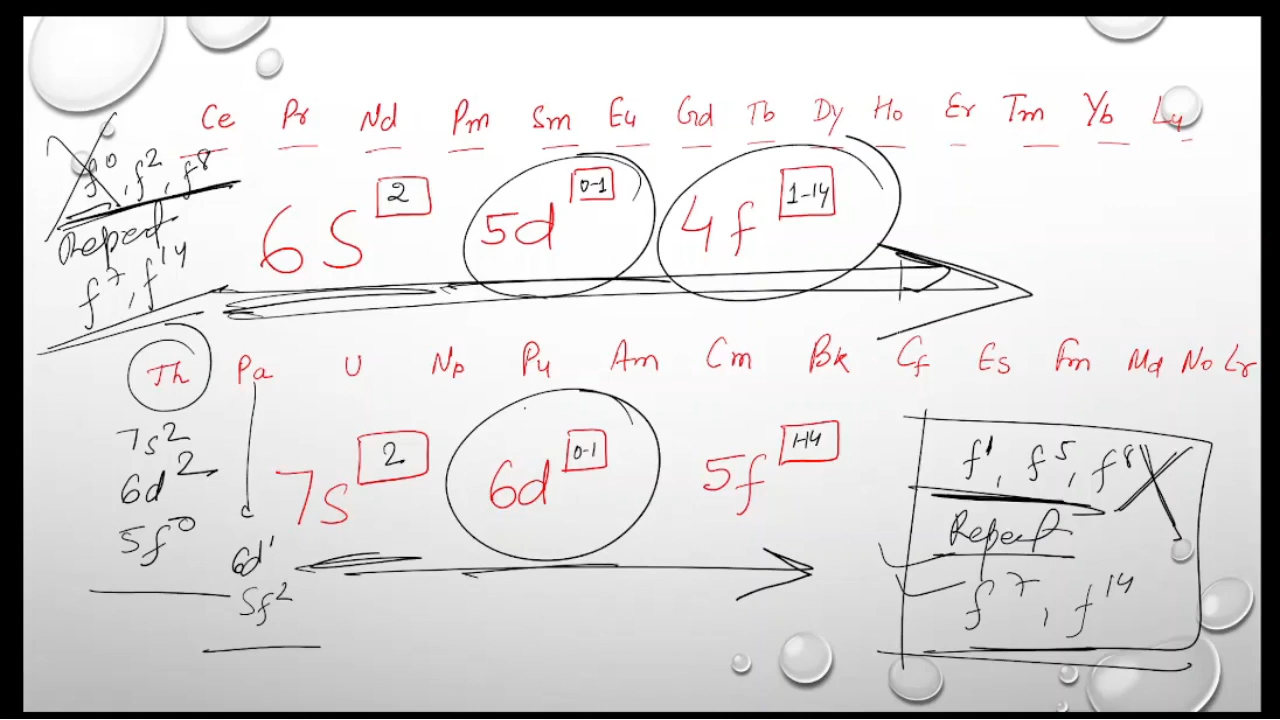 Ce Pr Nd Pm Sm Eu Gd Tb Dy Ho Er Tm Yb Lu
f⁰, f², f⁸
Repeat
f⁷, f¹⁴
6s 2 5d 0-1 4f 1-14
Th Pa U Np Pu Am Cm Bk Cf Es Fm Md No Lr
7s2
6d2
5f⁰
6d¹
5f2
7s 2 6d 0-1 5f 1-14
f¹, f⁵, f⁸
Repeat
f⁷, f¹⁴